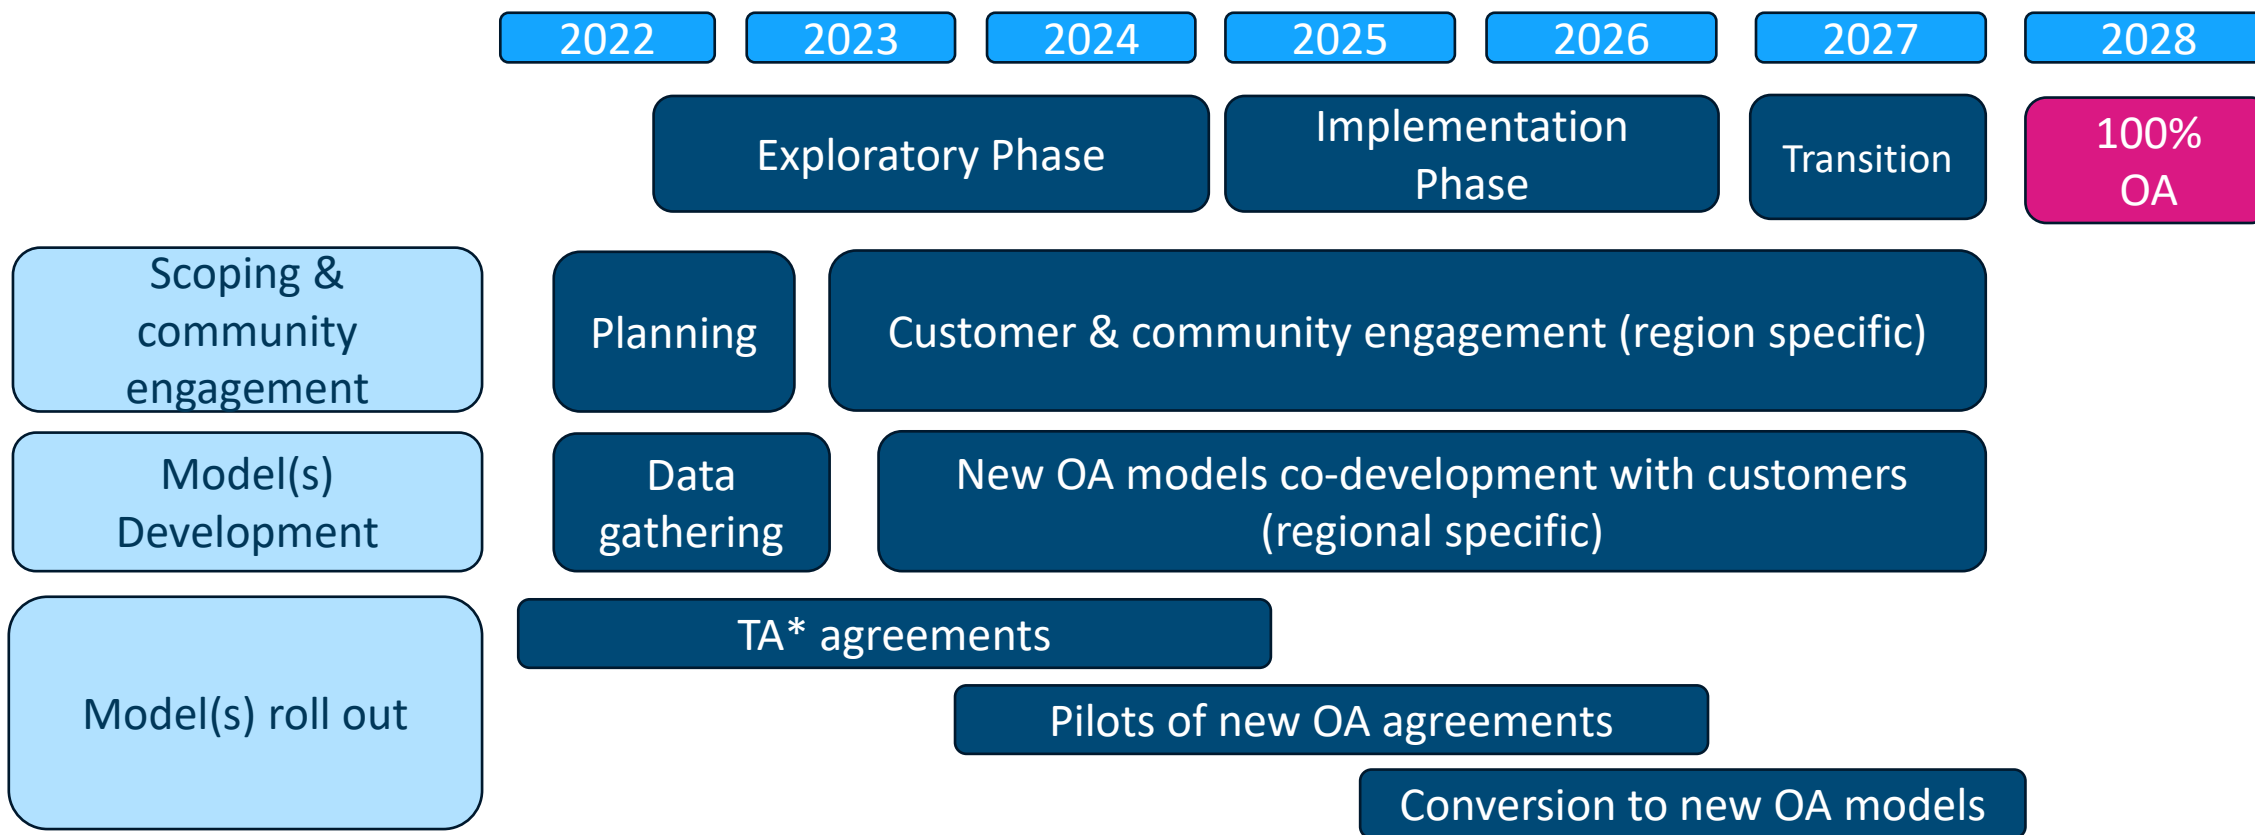 2022 2023 2024 2025 2026 2027 2028
Exploratory Phase
Implementation
Phase
Transition
100%
OA
Scoping &
community
engagement
Planning
Customer & community engagement (region specific)
Model(s)
Development
Data
gathering
New OA models co-development with customers
(regional specific)
Model(s) roll out
TA* agreements
Pilots of new OA agreements
Conversion to new OA models